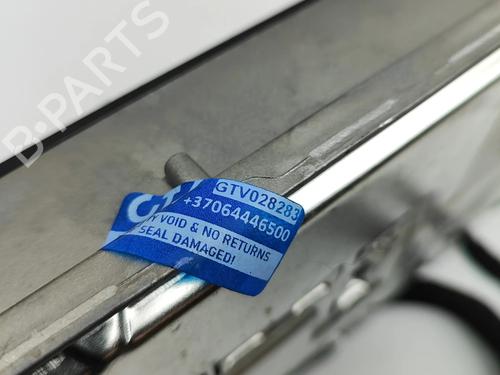 B-PARTS
GTV028283
+37064446500
VOID & NO RETURNS
SEAL DAMAGED!